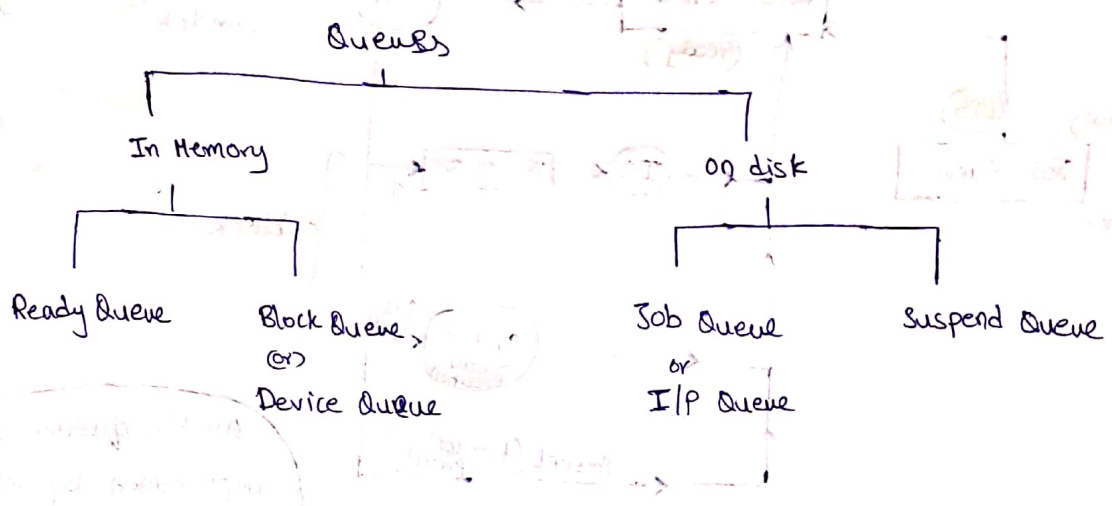 Queues
In Memory
on disk
Ready Queue
Block Queue,
(or)
Device Queue
Job Queue
or
I/P Queue
Suspend Queue